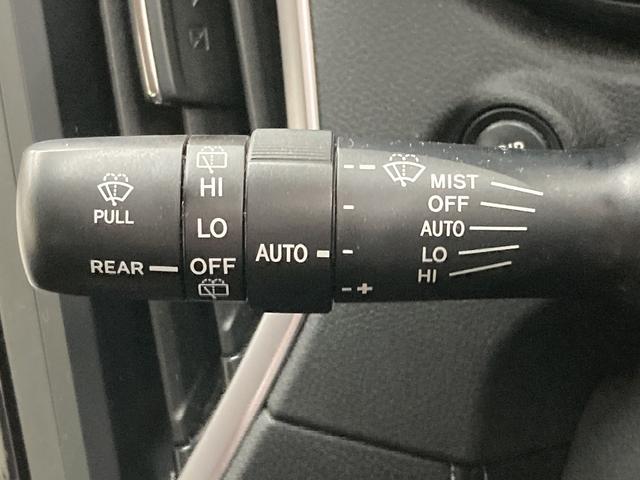 PULL
REAR
HI
LO
OFF
AUTO
- -
-
-
- +
MIST
OFF
AUTO
LO
HI